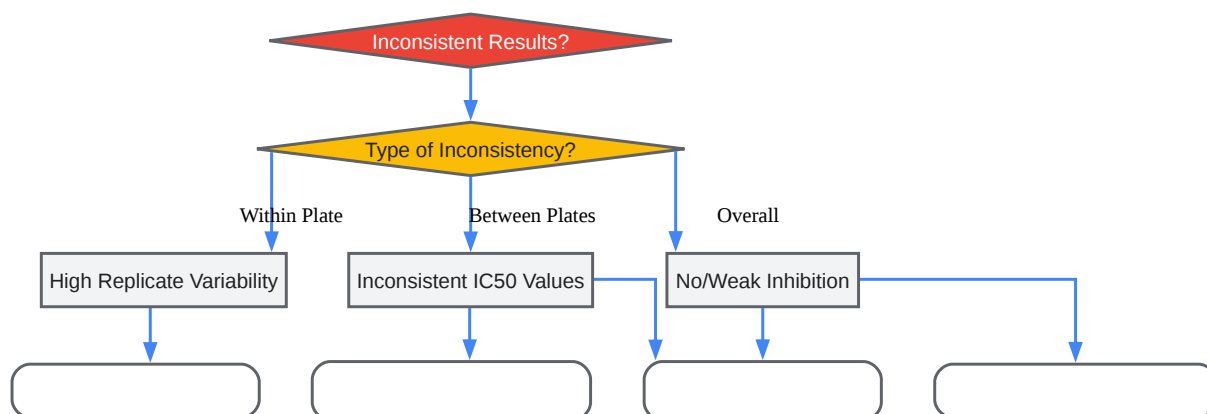 Inconsistent Results?
Type of Inconsistency?
Within Plate
Between Plates
Overall
High Replicate Variability
Inconsistent IC50 Values
No/Weak Inhibition